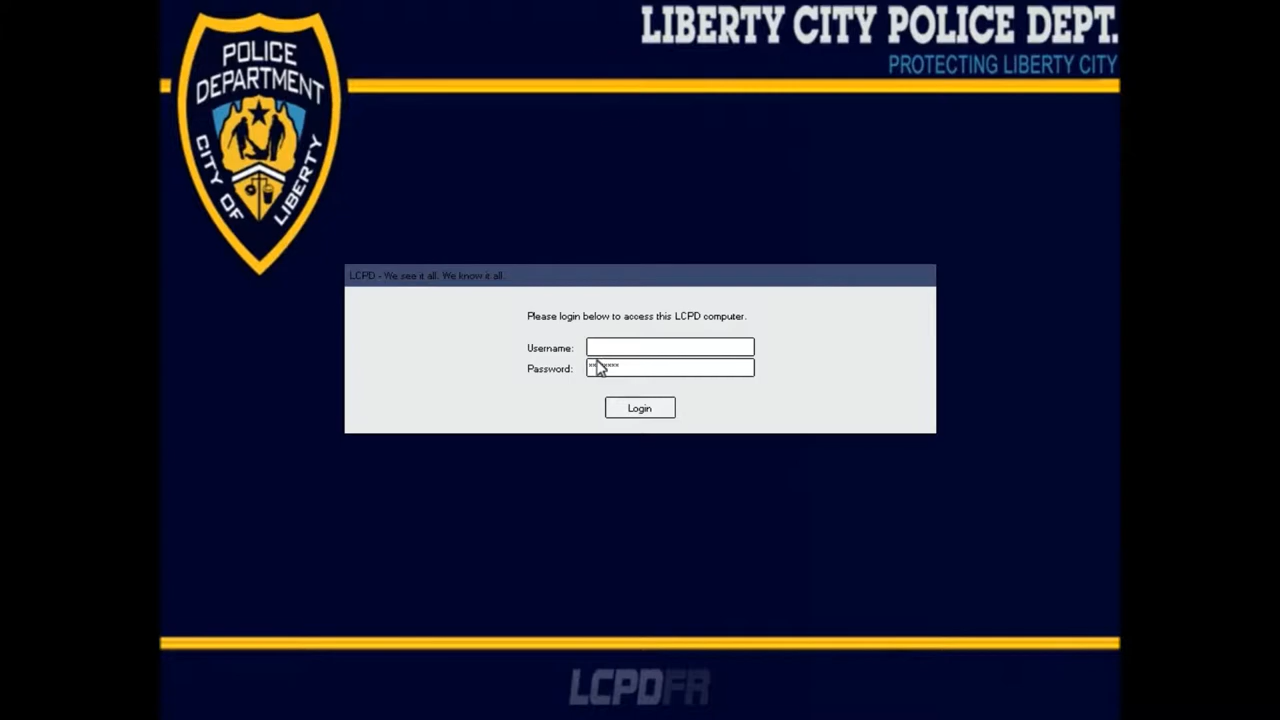 LIBERTY CITY POLICE DEPT.
PROTECTING LIBERTY CITY
POLICE
DEPARTMENT
CITY OF LIBERTY
LCPD - We see it all. We know it all.
Please login below to access this LCPD computer.
Username:
Password: ********
Login
LCPDFR